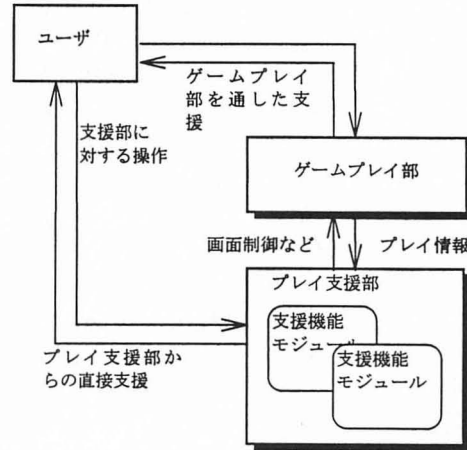 ユーザ
ゲームプレイ
部を通した支
援
支援部に
対する操作
ゲームプレイ部
画面制御など
プレイ情報
プレイ支援部
支援機能
モジュール
支援機能
モジュール
プレイ支援部か
らの直接支援